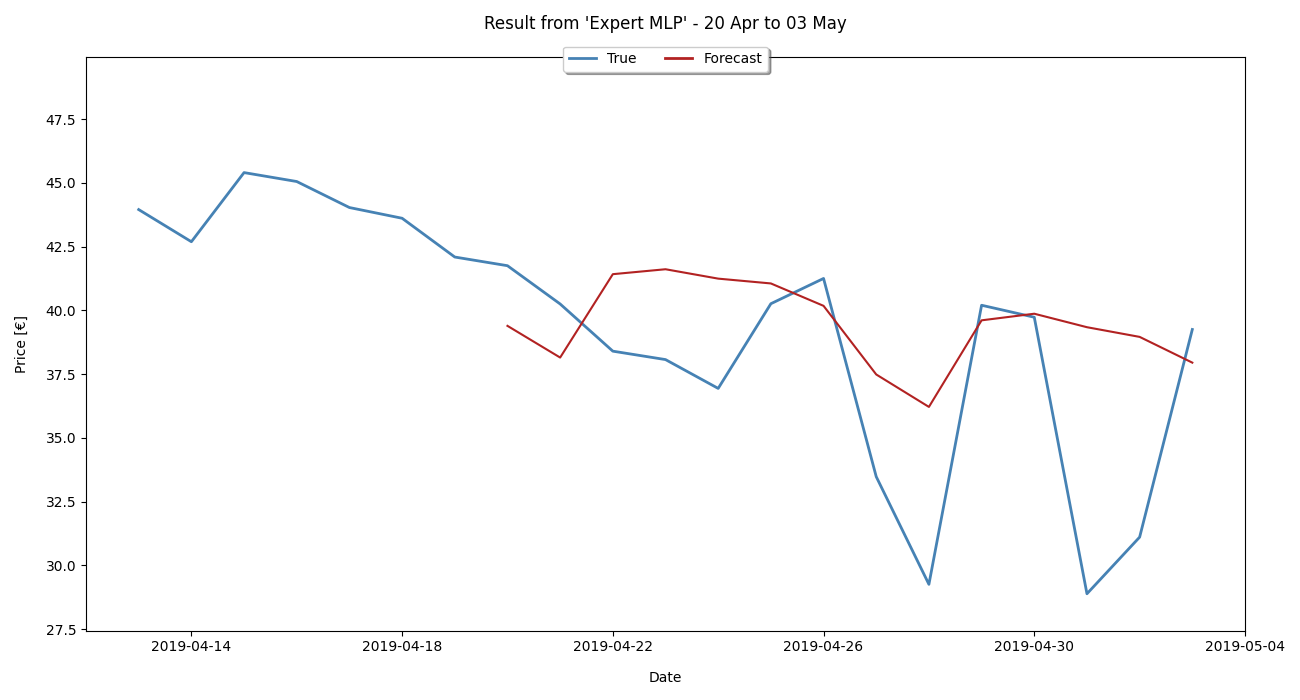 Result from 'Expert MLP' - 20 Apr to 03 May
True Forecast
Price [€]
47.5
45.0
42.5
40.0
37.5
35.0
32.5
30.0
27.5
2019-04-14 2019-04-18 2019-04-22 2019-04-26 2019-04-30 2019-05-04
Date